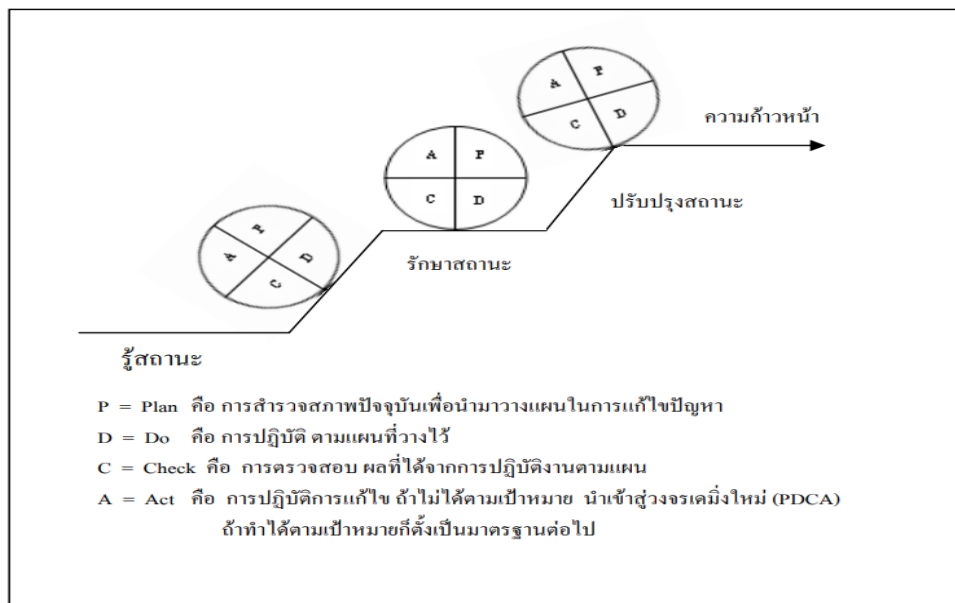 A P
C D
ความก้าวหน้า
ปรับปรุงสถานะ
A P
C D
รักษาสถานะ
P
A D
C
รู้สถานะ
P = Plan คือ การสำรวจสภาพปัจจุบันเพื่อนำมาวางแผนในการแก้ไขปัญหา
D = Do คือ การปฏิบัติ ตามแผนที่วางไว้
C = Check คือ การตรวจสอบ ผลที่ได้จากการปฏิบัติงานตามแผน
A = Act คือ การปฏิบัติการแก้ไข ถ้าไม่ได้ตามเป้าหมาย นำเข้าสู่วงจรเดมิ่งใหม่ (PDCA)
ถ้าทำได้ตามเป้าหมายก็ตั้งเป็นมาตรฐานต่อไป